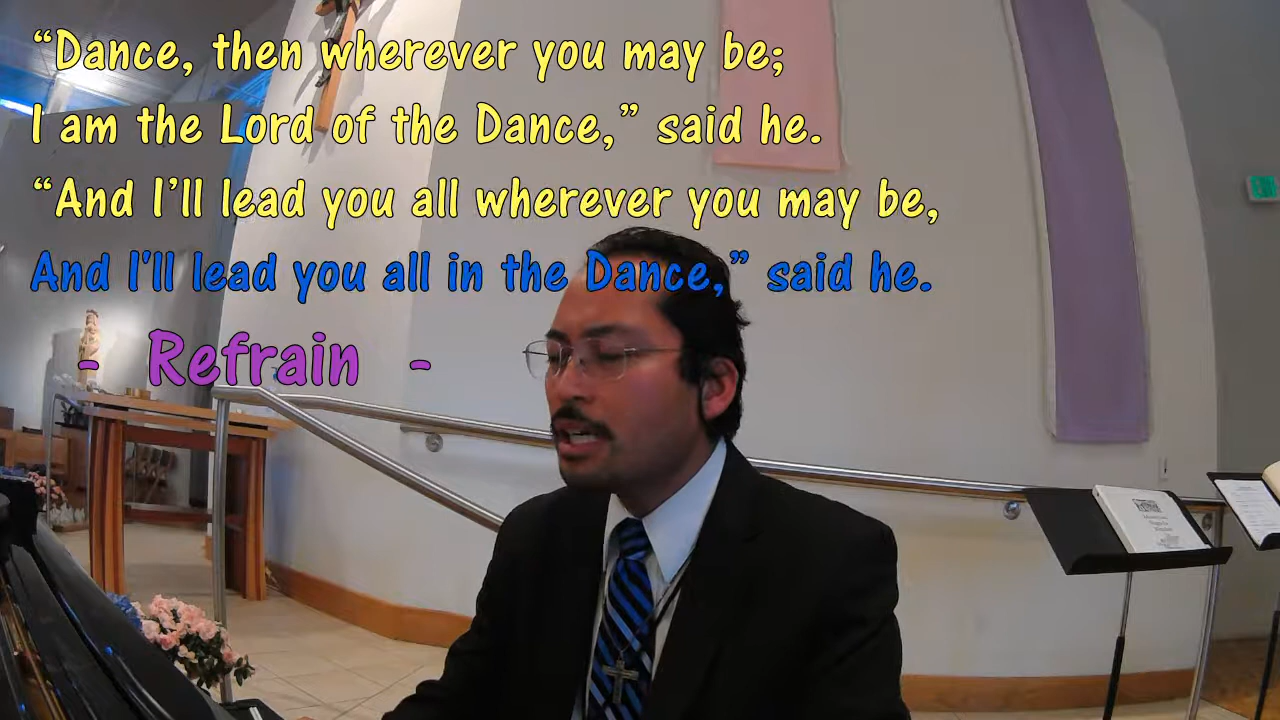 “Dance, then wherever you may be;
I am the Lord of the Dance,” said he.
“And I’ll lead you all wherever you may be,
And I'll lead you all in the Dance,” said he.
- Refrain -